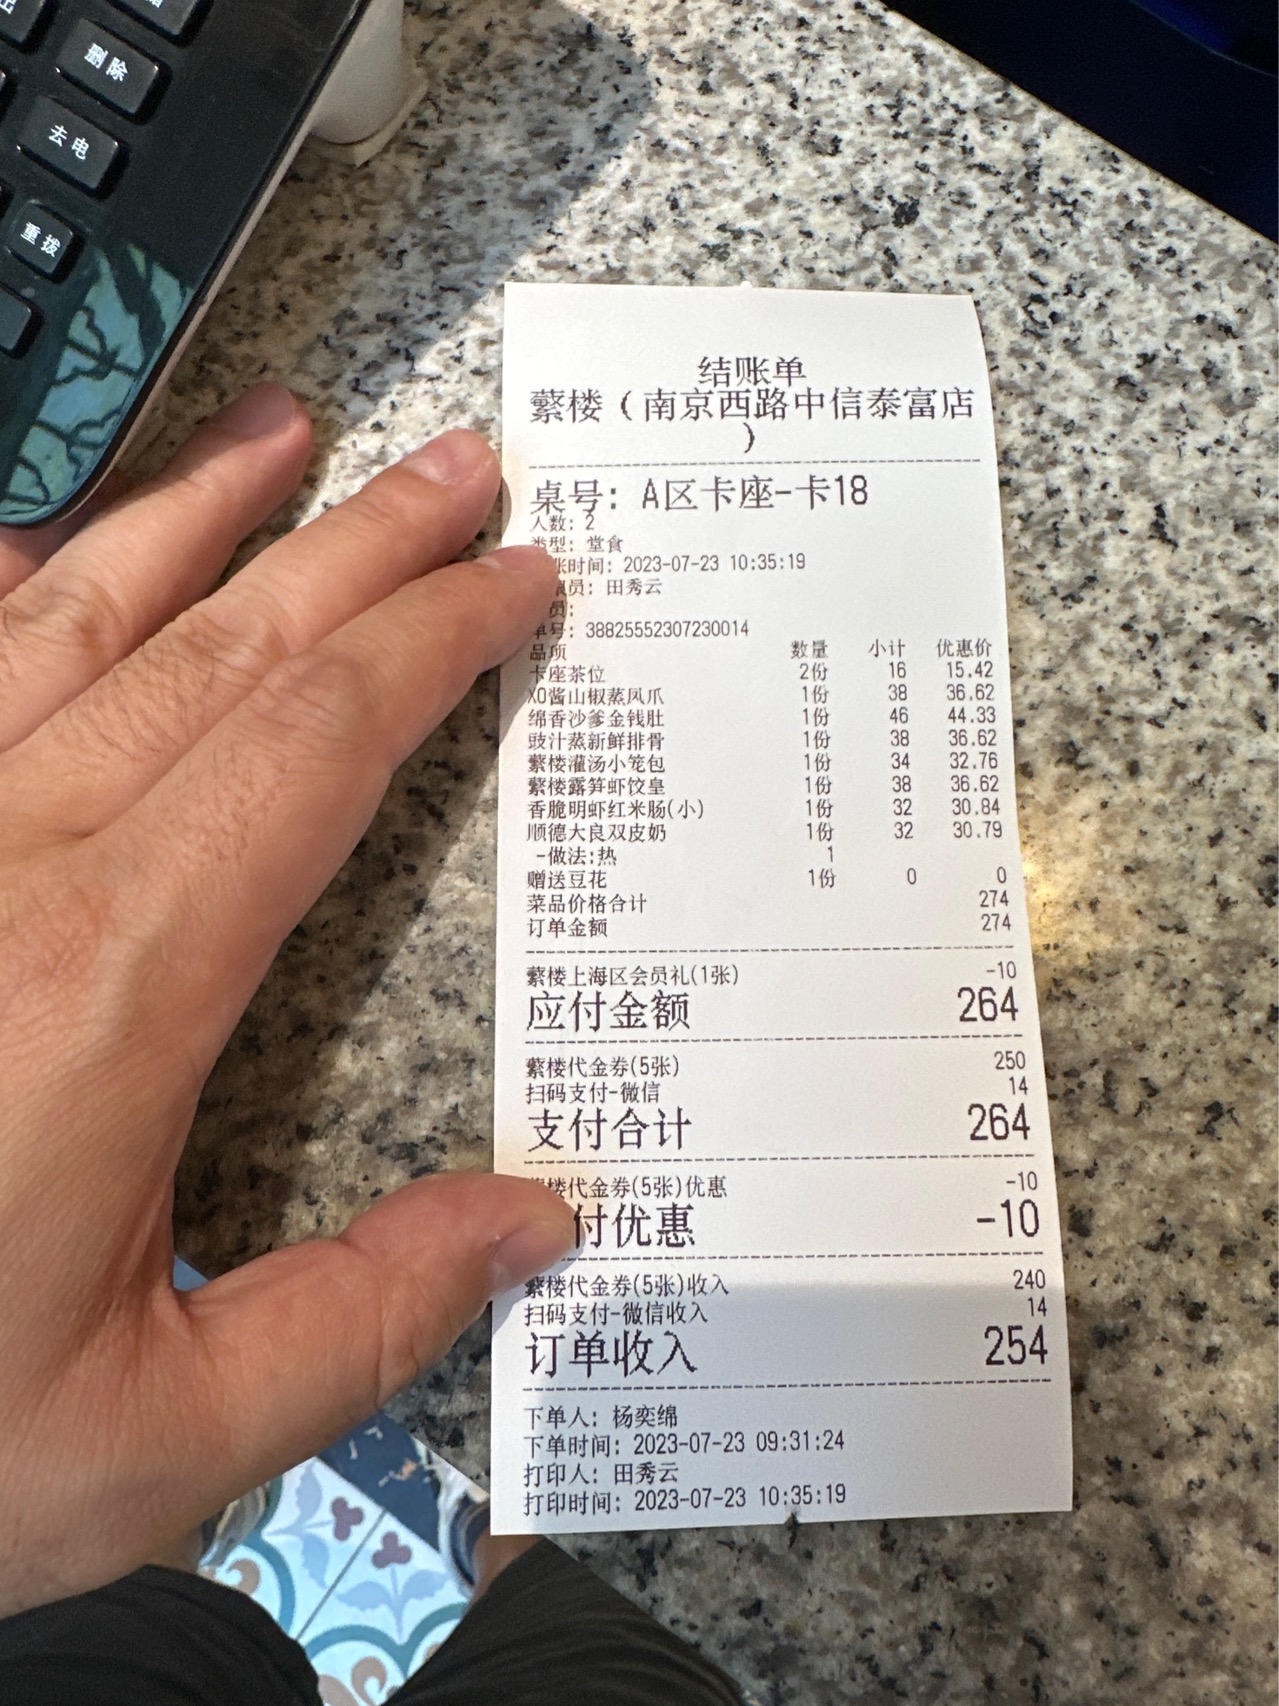 删除
去电
重拨
结账单
蘩楼（南京西路中信泰富店
）
桌号: A区卡座-卡18
人数: 2
类型: 堂食
账时间: 2023-07-23 10:35:19
银员: 田秀云
员:
单号: 38825552307230014
品项 数量 小计 优惠价
卡座茶位 2份 16 15.42
XO酱山椒蒸凤爪 1份 38 36.62
绵香沙爹金钱肚 1份 46 44.33
豉汁蒸新鲜排骨 1份 38 36.62
蘩楼灌汤小笼包 1份 34 32.76
蘩楼露笋虾饺皇 1份 38 36.62
香脆明虾红米肠(小) 1份 32 30.84
顺德大良双皮奶 1份 32 30.79
-做法:热 1
赠送豆花 1份 0 0
菜品价格合计 274
订单金额 274
蘩楼上海区会员礼(1张) -10
应付金额 264
蘩楼代金券(5张) 250
扫码支付-微信 14
支付合计 264
楼代金券(5张)优惠 -10
付优惠 -10
蘩楼代金券(5张)收入 240
扫码支付-微信收入 14
订单收入 254
下单人: 杨奕绵
下单时间: 2023-07-23 09:31:24
打印人: 田秀云
打印时间: 2023-07-23 10:35:19